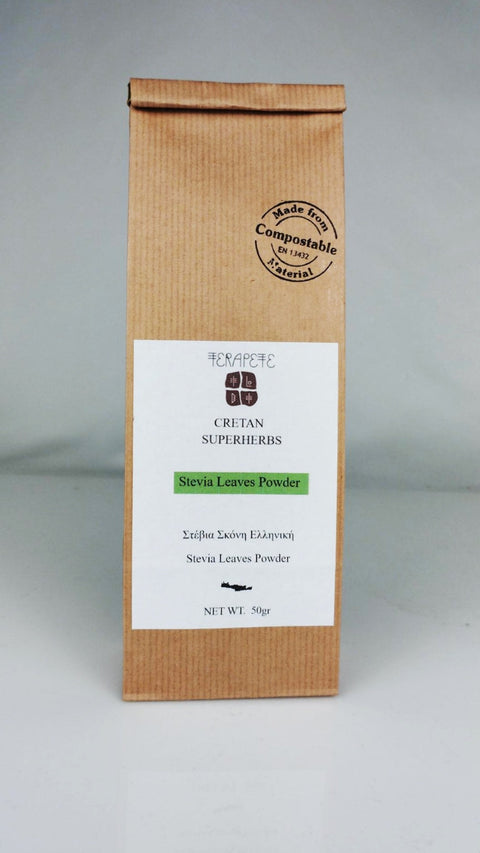 Made from
Compostable
EN 13432
Material
TERAPETE
CRETAN
SUPERHERBS
Stevia Leaves Powder
Στέβια Σκόνη Ελληνική
Stevia Leaves Powder
NET WT. 50gr